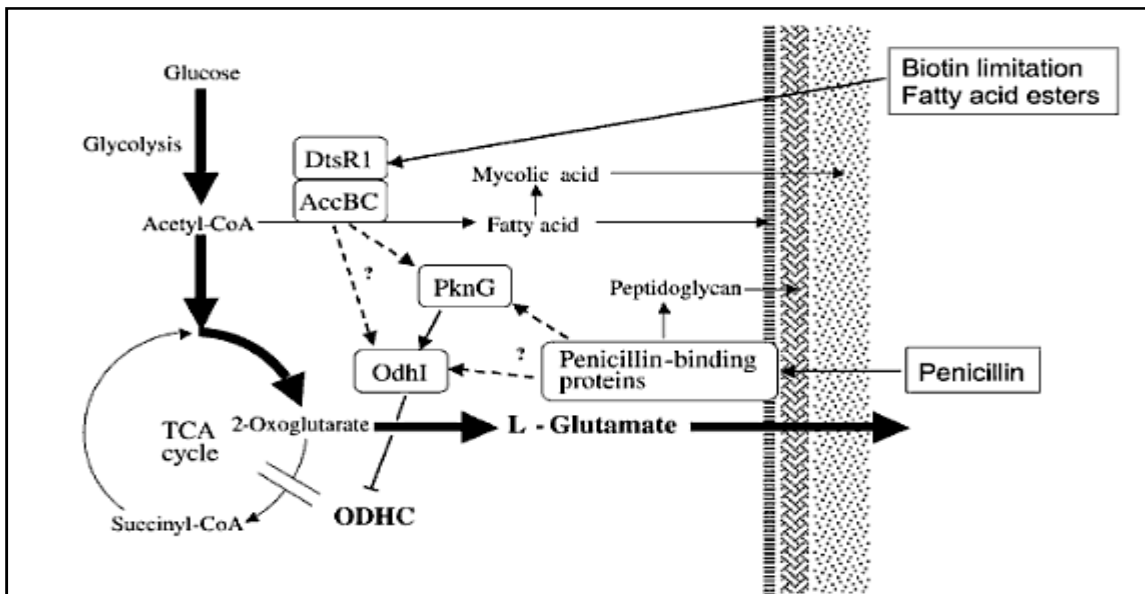 Glucose
Glycolysis
Biotin limitation
Fatty acid esters
DtsR1
AccBC
Mycolic acid
Acetyl-CoA
Fatty acid
?
PknG
Peptidoglycan
OdhI
?
Penicillin-binding
proteins
Penicillin
TCA
cycle
2-Oxoglutarate
L - Glutamate
Succinyl-CoA
ODHC